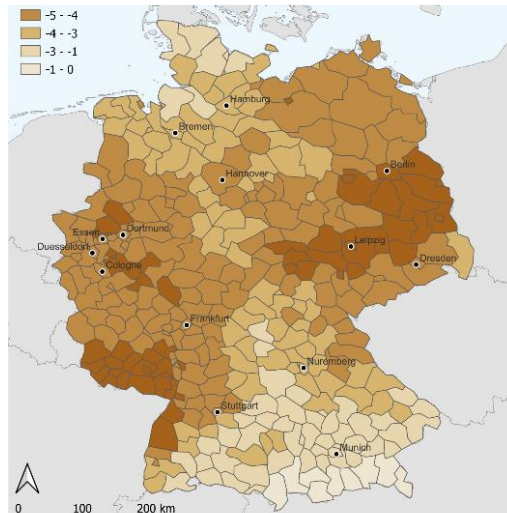 -5 - -4
-4 - -3
-3 - -1
-1 - 0
Hamburg
Bremen
Berlin
Hannover
Essen
Dortmund
Leipzig
Duesseldorf
Dresden
Cologne
Frankfurt
Nuremberg
Stuttgart
Munich
0 100 200 km